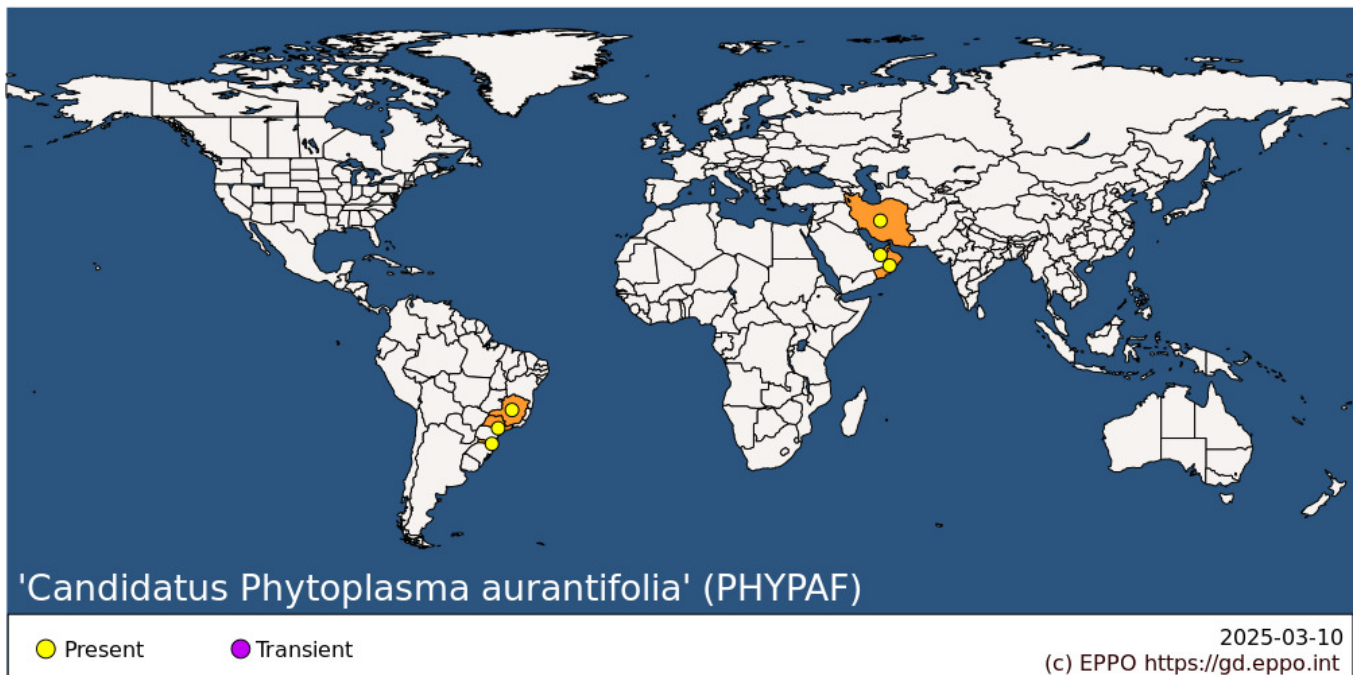 'Candidatus Phytoplasma aurantifolia' (PHYPAF)
Present
Transient
2025-03-10
(c) EPPO https://gd.eppo.int